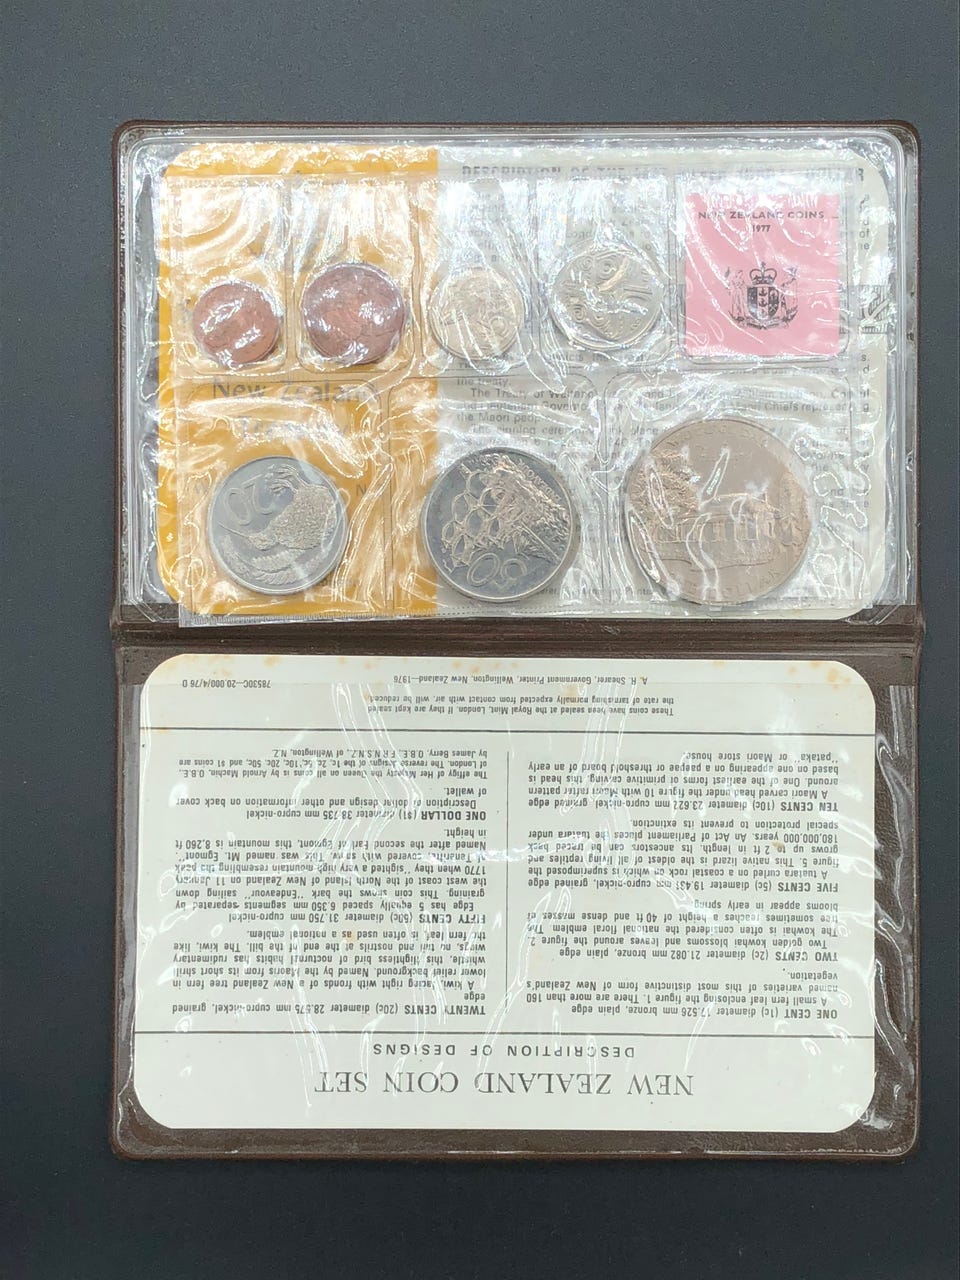 NEW ZEALAND COINS
1977
New Zealand
the treaty.
20
50
NEW ZEALAND COIN SET
DESCRIPTION OF DESIGNS
ONE CENT (1c) diameter 17.526 mm, bronze, plain edge
A small fern leaf enclosing the figure 1. There are more than 160
named varieties of this most distinctive form of New Zealand's
vegetation.
TWO CENTS (2c) diameter 21.082 mm, bronze, plain edge
Two golden kowhai blossoms and leaves around the figure 2.
The kowhai is often considered the national floral emblem. The
tree sometimes reaches a height of 40 ft and dense masses of
blooms appear in early spring.
FIVE CENTS (5c) diameter 19.431 mm cupro-nickel, grained edge
A tuatara curled on a coastal rock on which is superimposed the
figure 5. This native lizard is the oldest of all living reptiles and
grows up to 2 ft in length. Its ancestors can be traced back
180,000,000 years. An Act of Parliament places the tuatara under
special protection to prevent its extinction.
TEN CENTS (10c) diameter 23.622 mm cupro-nickel, grained edge
A Maori carved head under the figure 10 with Maori rafter pattern
around. One of the earliest forms of primitive carving, this head is
based on one appearing on a paepae or threshold board of an early
"pataka" or Maori store house.
TWENTY CENTS (20c) diameter 28.575 mm cupro-nickel, grained
edge
A kiwi, facing right with fronds of a New Zealand tree fern in
lower relief background. Named by the Maoris from its short shrill
whistle, this flightless bird of nocturnal habits has rudimentary
wings, no tail and nostrils at the end of the bill. The kiwi, like
the fern leaf, is often used as a national emblem.
FIFTY CENTS (50c) diameter 31.750 mm cupro-nickel
Edge has 5 equally spaced 6.350 mm segments separated by
graining. This coin shows the bark "Endeavour" sailing down
the west coast of the North Island of New Zealand on 11 January
1770 when they "sighted a very high mountain resembling the peak
of Teneriffe, covered with snow. This was named Mt. Egmont".
Named after the second Earl of Egmont, this mountain is 8,260 ft
in height.
ONE DOLLAR ($1) diameter 38.735 mm cupro nickel
Description of dollar design and other information on back cover
of wallet.
The effigy of Her Majesty the Queen on all coins is by Arnold Machin, O.B.E.,
of London. The reverse designs of the 1c, 2c, 5c, 10c, 20c, 50c, and $1 coins are
by James Berry, O.B.E., F.R.N.S.N.Z., of Wellington, N.Z.
These coins have been sealed at the Royal Mint, London. If they are kept sealed
the rate of tarnishing normally expected from contact with air, will be reduced
A. R. Shearer, Government Printer, Wellington, New Zealand—1976
78530C—20,000/4/76 D